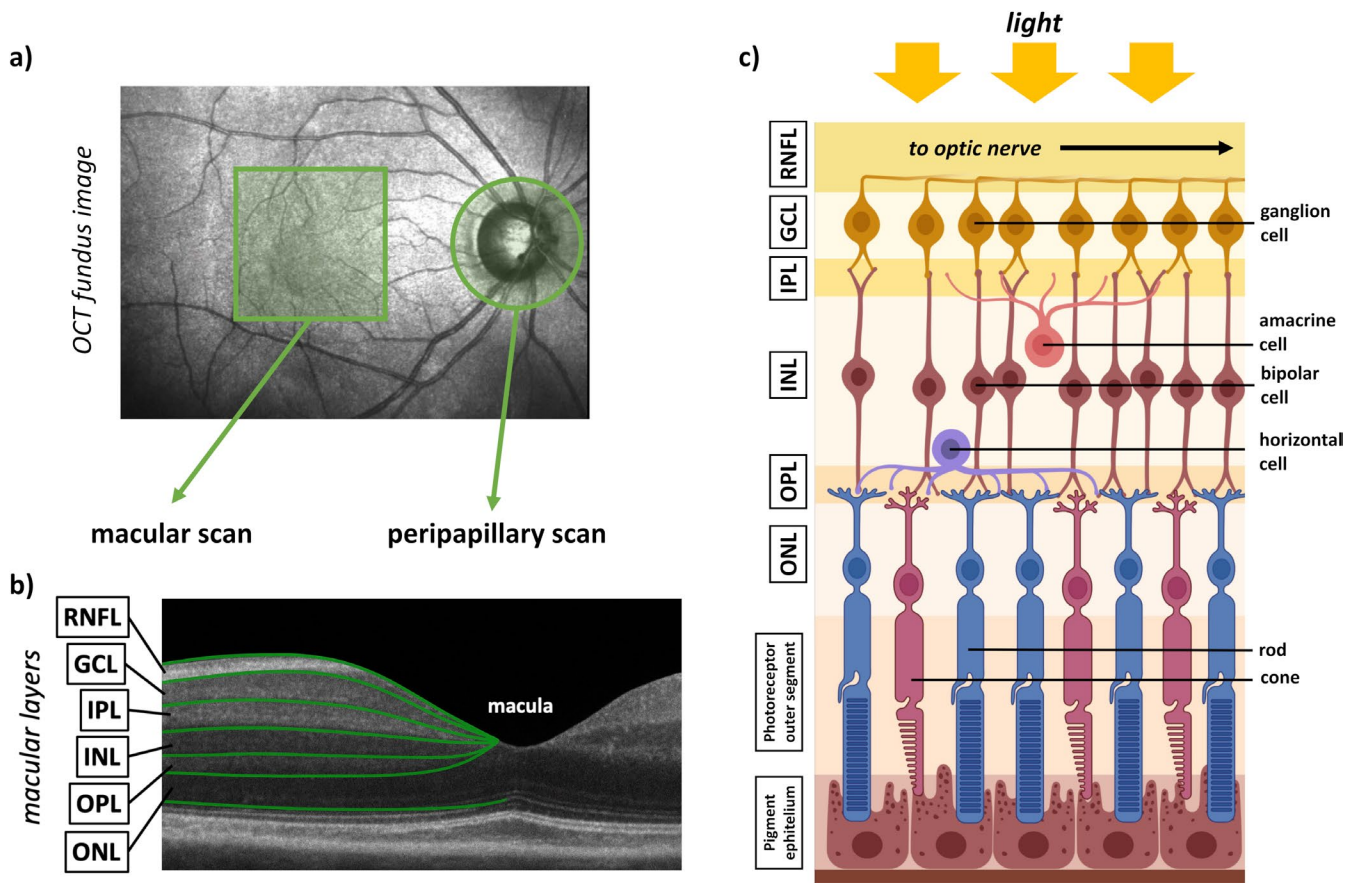 a)
OCT fundus image
macular scan
peripapillary scan
b)
macular layers
RNFL
GCL
IPL
INL
OPL
ONL
macula
c)
light
RNFL
to optic nerve
GCL
ganglion
cell
IPL
amacrine
cell
INL
bipolar
cell
horizontal
cell
OPL
ONL
Photoreceptor
outer segment
rod
cone
Pigment
ephitelium